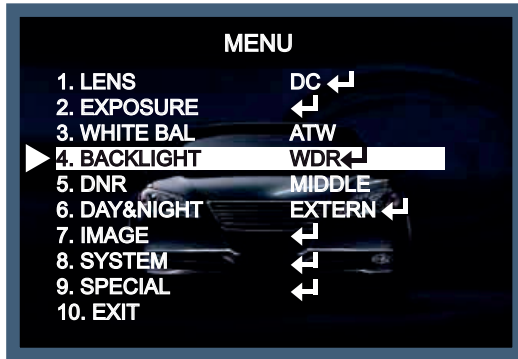 MENU
1. LENS DC ↵
2. EXPOSURE ↵
3. WHITE BAL ATW
4. BACKLIGHT WDR ↵
5. DNR MIDDLE
6. DAY&NIGHT EXTERN ↵
7. IMAGE ↵
8. SYSTEM ↵
9. SPECIAL ↵
10. EXIT